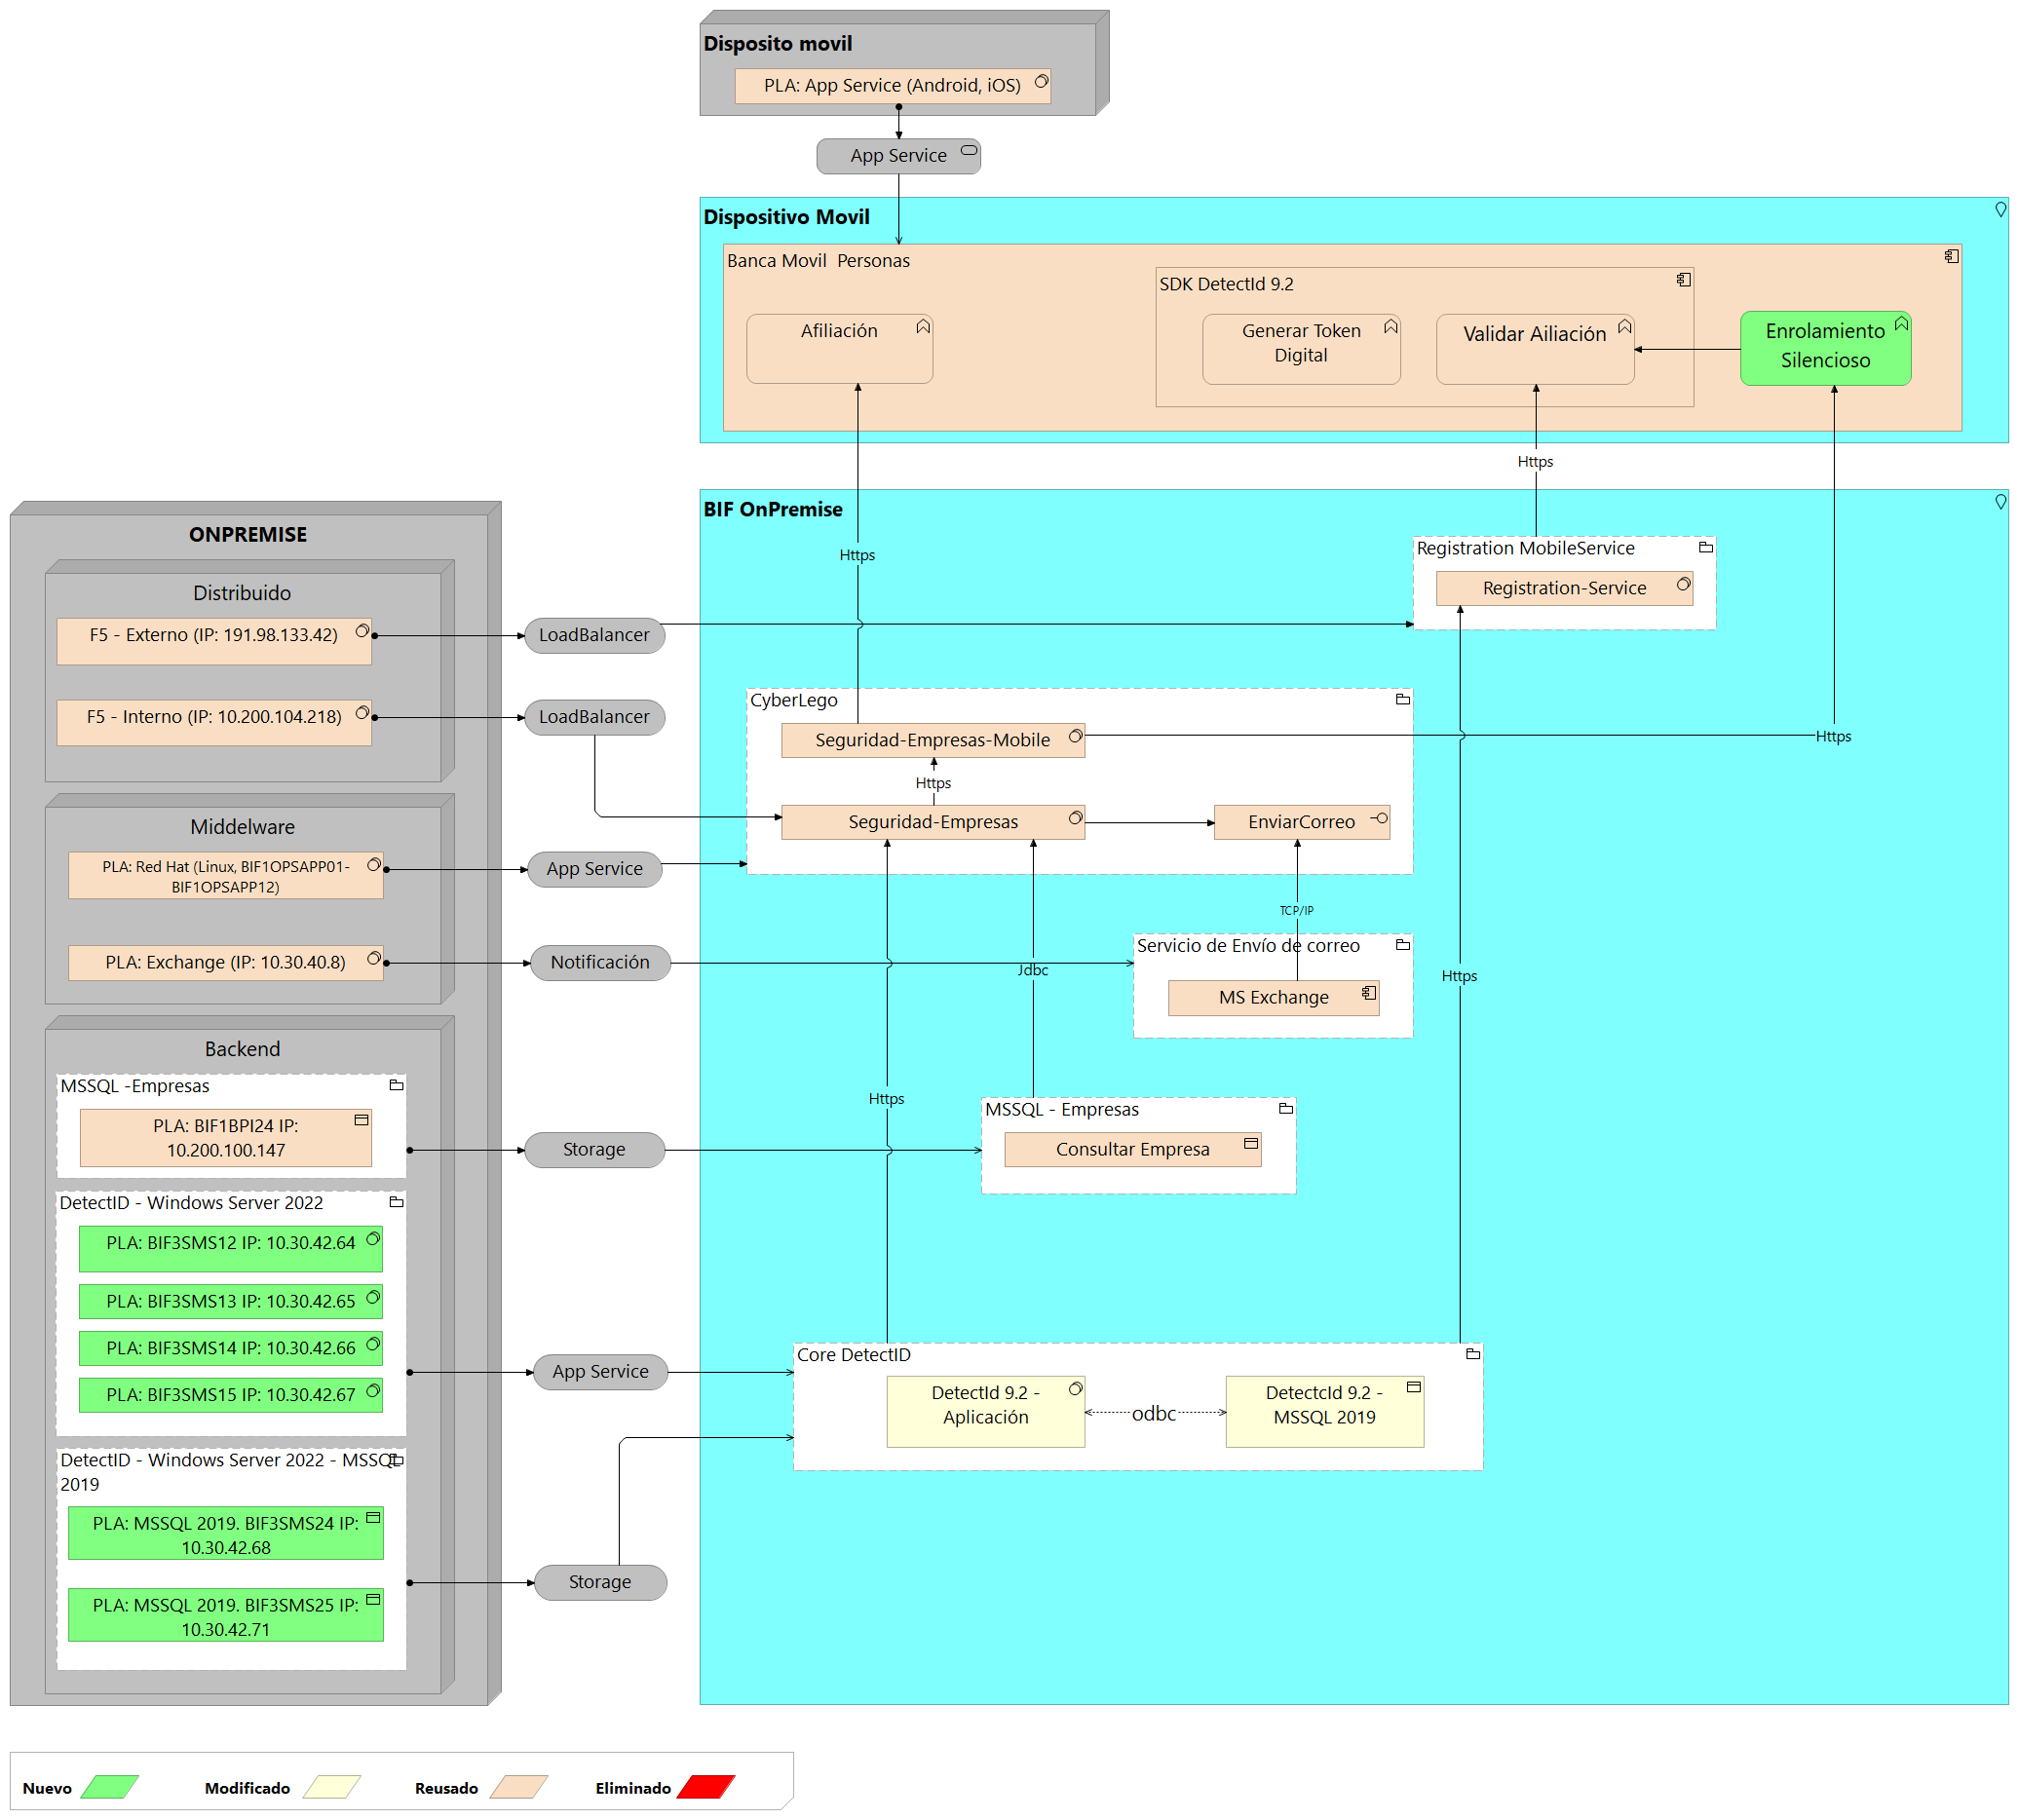 Disposito movil
PLA: App Service (Android, iOS)
App Service
Dispositivo Movil
Banca Movil  Personas
SDK DetectId 9.2
Afiliación
Generar Token
Digital
Validar Ailiación
Enrolamiento
Silencioso
Https
BIF OnPremise
ONPREMISE
Registration MobileService
Https
Registration-Service
Distribuido
F5 - Externo (IP: 191.98.133.42)
LoadBalancer
F5 - Interno (IP: 10.200.104.218)
LoadBalancer
CyberLego
Seguridad-Empresas-Mobile
Https
Https
Seguridad-Empresas
EnviarCorreo
Middelware
PLA: Red Hat (Linux, BIF1OPSAPP01-
BIF1OPSAPP12)
App Service
TCP/IP
Servicio de Envío de correo
PLA: Exchange (IP: 10.30.40.8)
Notificación
Jdbc
Https
MS Exchange
Backend
MSSQL -Empresas
Https
MSSQL - Empresas
PLA: BIF1BPI24 IP:
10.200.100.147
Storage
Consultar Empresa
DetectID - Windows Server 2022
PLA: BIF3SMS12 IP: 10.30.42.64
PLA: BIF3SMS13 IP: 10.30.42.65
PLA: BIF3SMS14 IP: 10.30.42.66
PLA: BIF3SMS15 IP: 10.30.42.67
App Service
Core DetectID
DetectId 9.2 -
Aplicación
odbc
DetectcId 9.2 -
MSSQL 2019
DetectID - Windows Server 2022 - MSSQL
2019
PLA: MSSQL 2019. BIF3SMS24 IP:
10.30.42.68
Storage
PLA: MSSQL 2019. BIF3SMS25 IP:
10.30.42.71
Nuevo
Modificado
Reusado
Eliminado